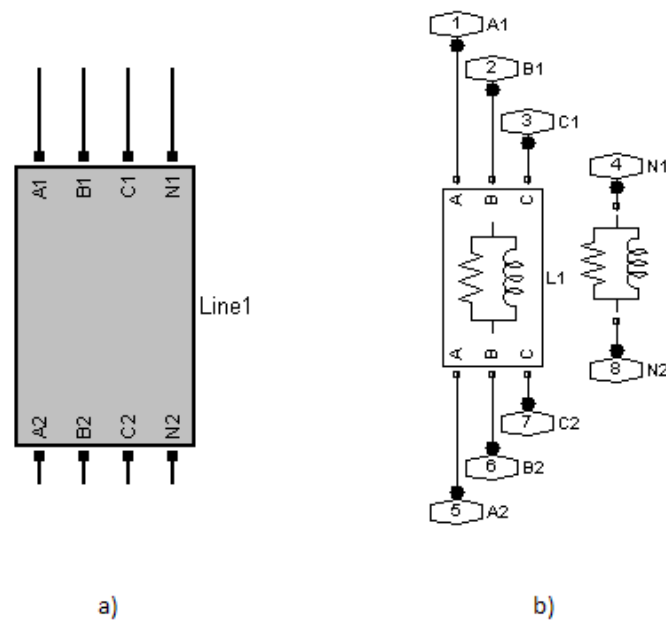 A1 B1 C1 N1
Line1
A2 B2 C2 N2
a)
1 A1
2 B1
3 C1
4 N1
A B C
L1
A B C
8 N2
7 C2
6 B2
5 A2
b)